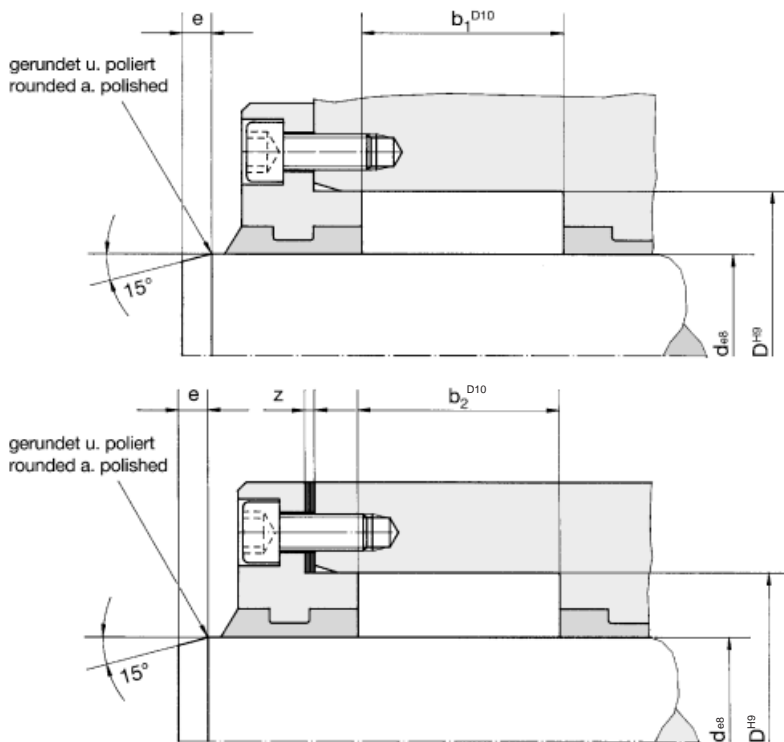 e
b₁ᴰ¹⁰
gerundet u. poliert
rounded a. polished
15°
de8
Dᴴ⁹
e
z
b₂ᴰ¹⁰
gerundet u. poliert
rounded a. polished
15°
de8
Dᴴ⁹